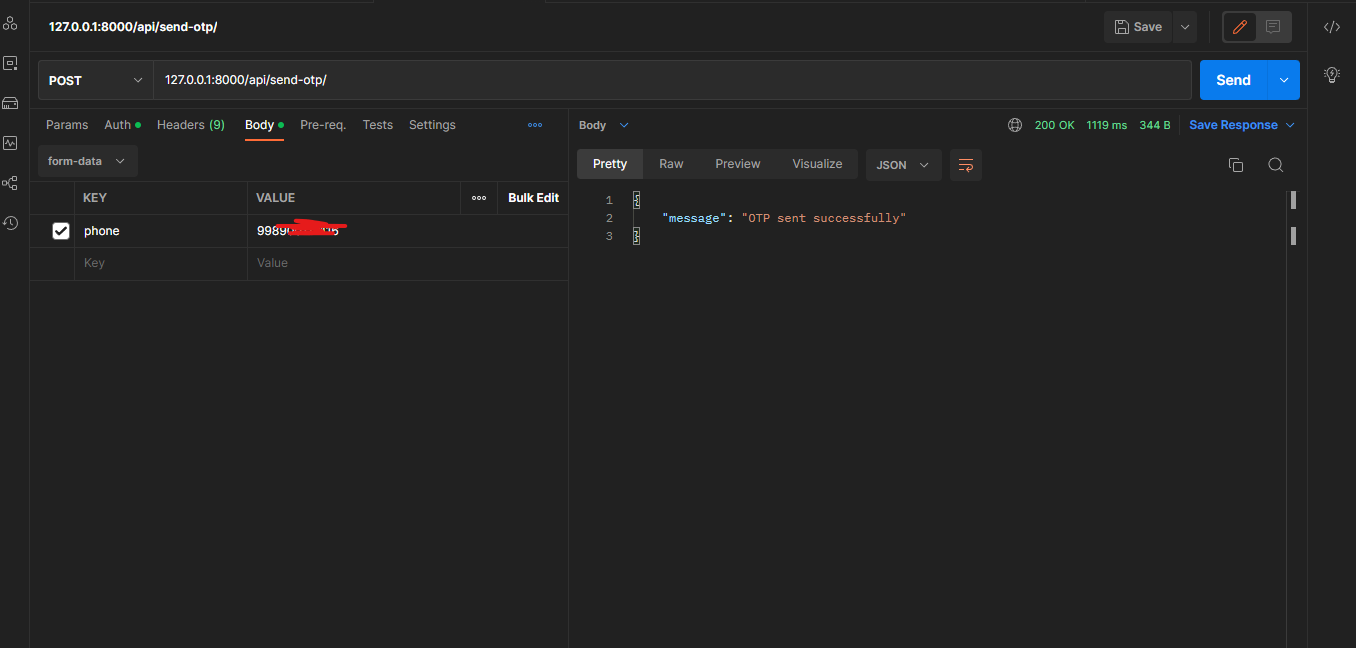 127.0.0.1:8000/api/send-otp/
Save
POST 127.0.0.1:8000/api/send-otp/ Send
Params Auth Headers (9) Body Pre-req. Tests Settings
form-data
KEY VALUE Bulk Edit
phone
Key Value
Body 200 OK 1119 ms 344 B Save Response
Pretty Raw Preview Visualize JSON
1 {
2 "message": "OTP sent successfully"
3 }